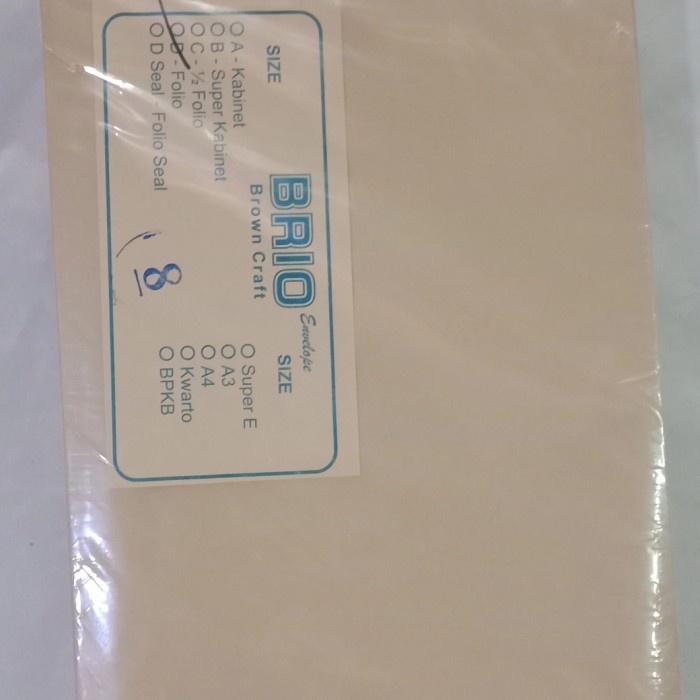 BRIO Envelope
Brown Craft
SIZE
A - Kabinet
B - Super Kabinet
C - ½ Folio
D - Folio
D Seal - Folio Seal
SIZE
Super E
A3
A4
Kwarto
BPKB
8